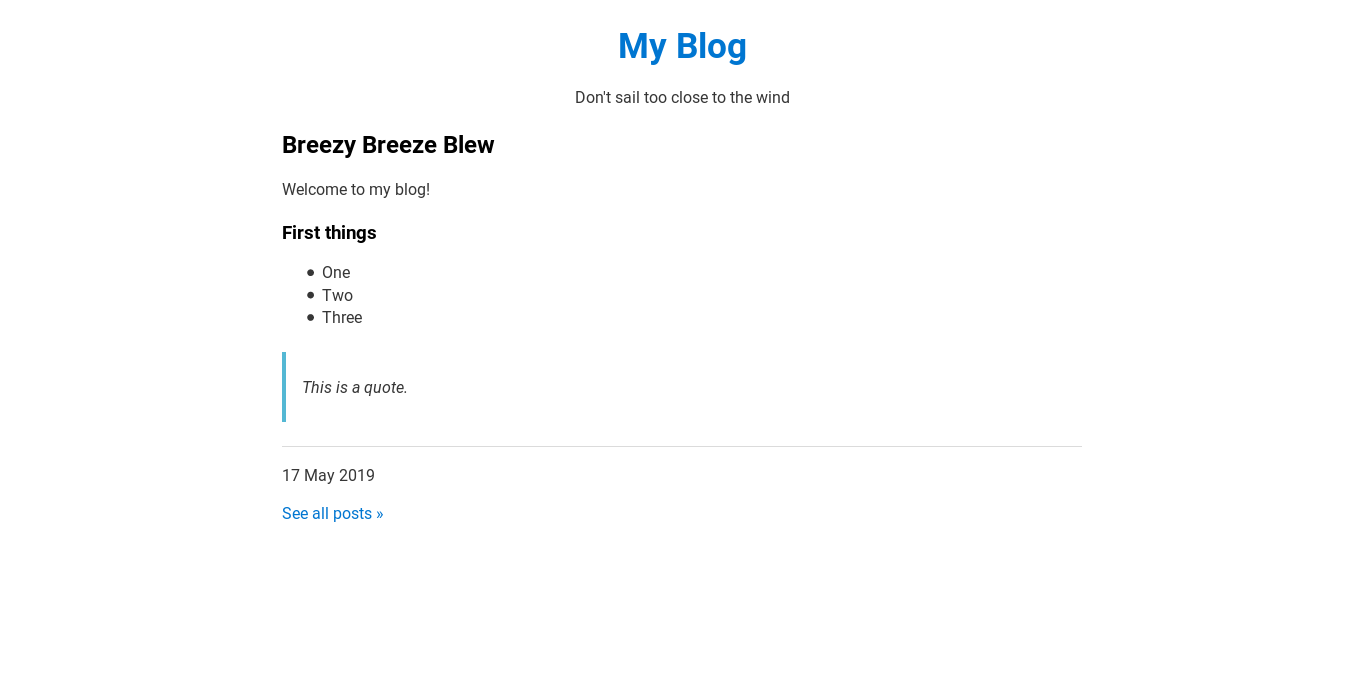 My Blog
Don't sail too close to the wind
Breezy Breeze Blew
Welcome to my blog!
First things
• One
• Two
• Three
This is a quote.
17 May 2019
See all posts »